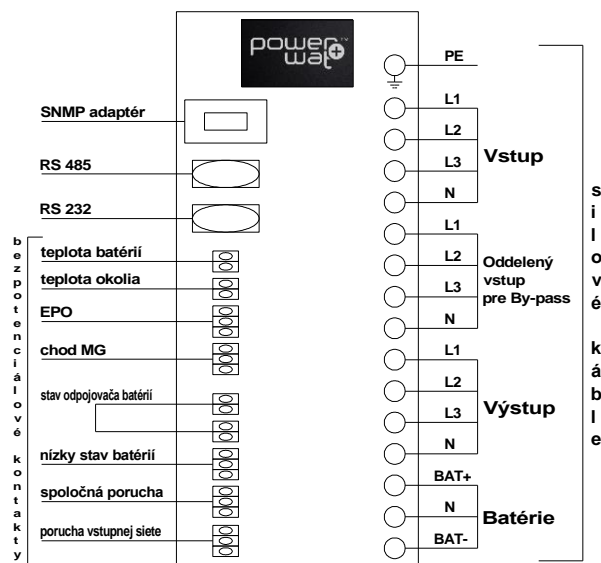 power
wat+
TM
SNMP adaptér
RS 485
RS 232
bezpotenciálové kontakty
teplota batérií
teplota okolia
EPO
chod MG
stav odpojovača batérií
nízky stav batérií
spoločná porucha
porucha vstupnej siete
PE
L1
L2
L3
N
Vstup
L1
L2
L3
N
Oddelený
vstup
pre By-pass
L1
L2
L3
N
Výstup
BAT+
N
BAT-
Batérie
silové káble